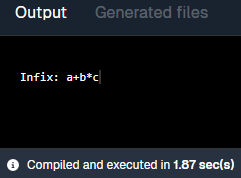 Output Generated files
Infix: a+b*c
Compiled and executed in 1.87 sec(s)